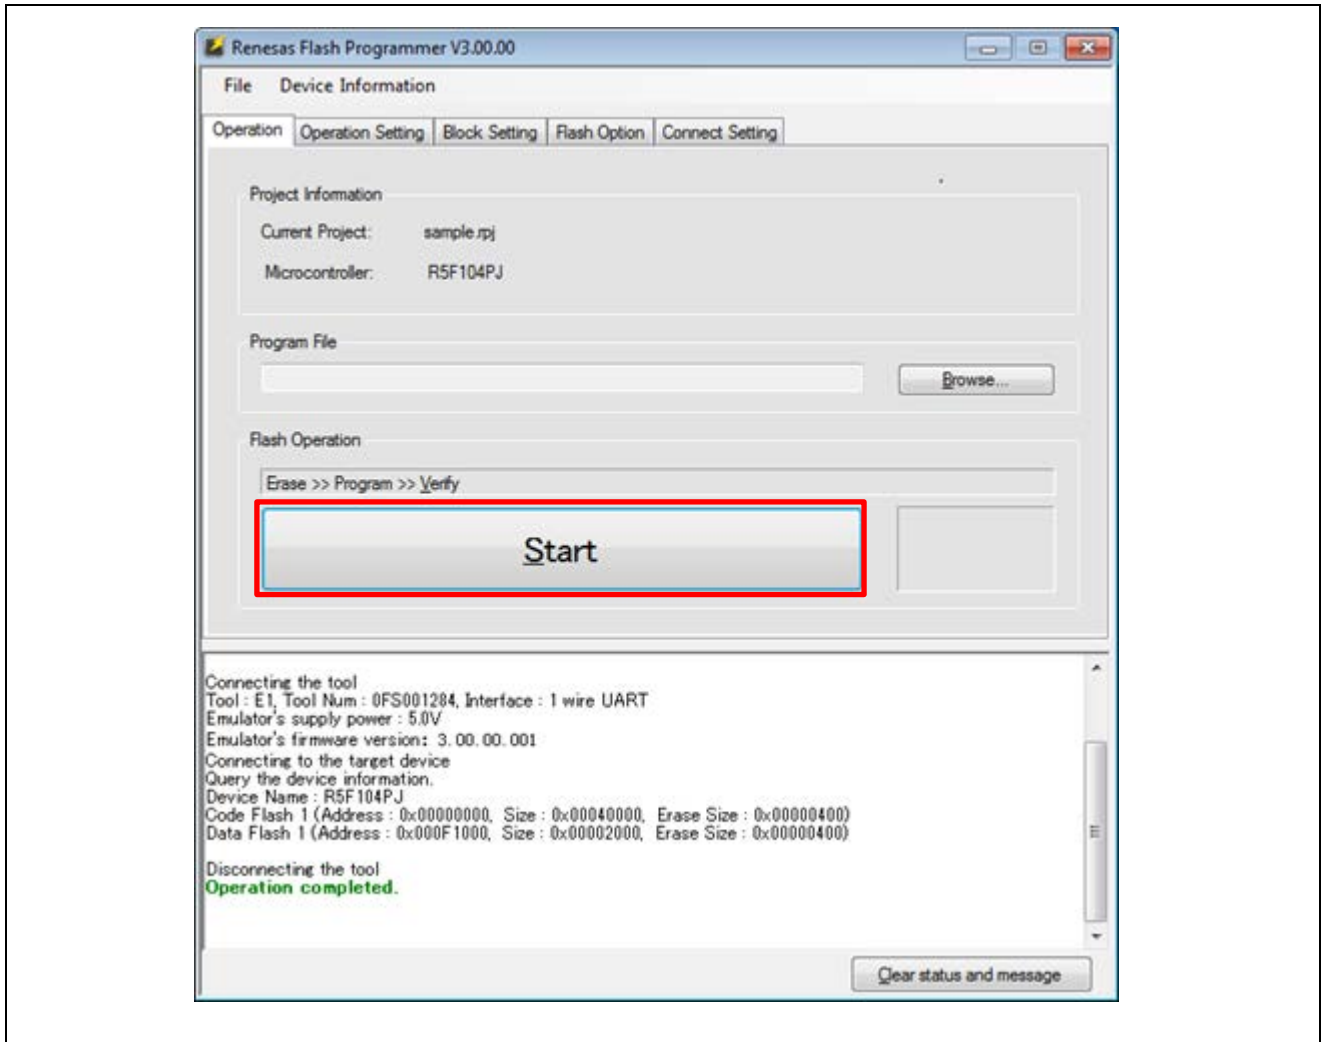 Renesas Flash Programmer V3.00.00
File Device Information
Operation Operation Setting Block Setting Flash Option Connect Setting
Project Information
Current Project: sample.rpj
Microcontroller: R5F104PJ
Program File
Browse...
Flash Operation
Erase >> Program >> Verify
Start
Connecting the tool
Tool : E1, Tool Num : 0FS001284, Interface : 1 wire UART
Emulator's supply power : 5.0V
Emulator's firmware version: 3.00.00.001
Connecting to the target device
Query the device information.
Device Name : R5F104PJ
Code Flash 1 (Address : 0x00000000, Size : 0x00040000, Erase Size : 0x00000400)
Data Flash 1 (Address : 0x000F1000, Size : 0x00002000, Erase Size : 0x00000400)
Disconnecting the tool
Operation completed.
Clear status and message